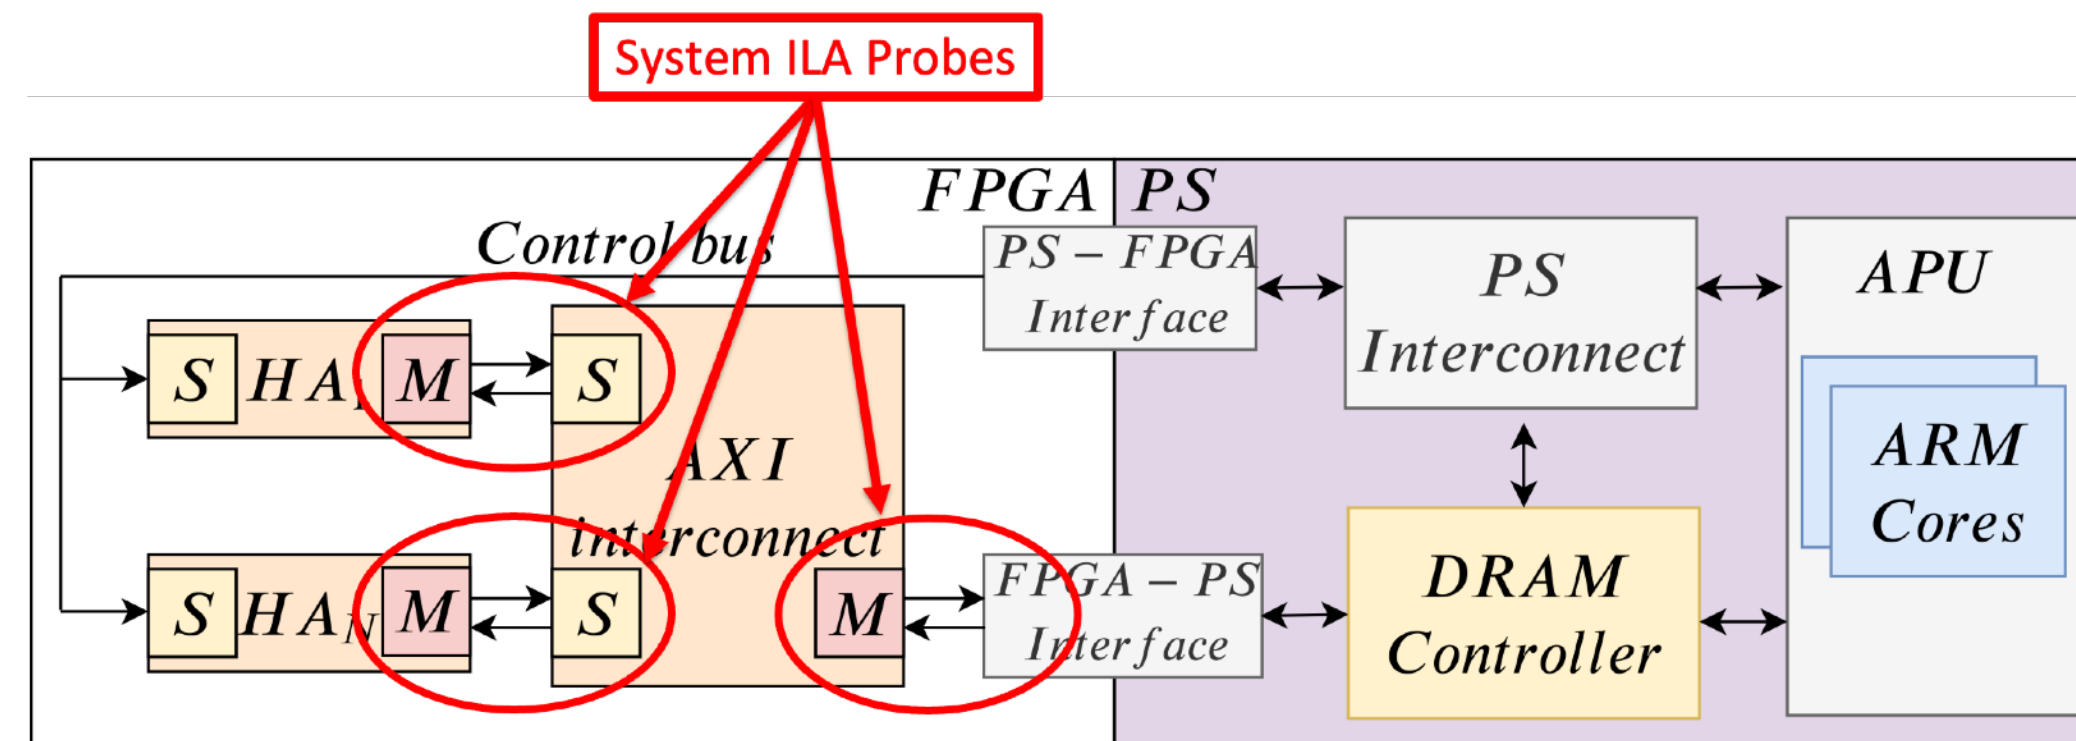 System ILA Probes
FPGA
PS
Control bus
PS – FPGA
Interface
PS
Interconnect
APU
S
HA
M
S
AXI
interconnect
ARM
Cores
S
HA_N
M
S
M
FPGA – PS
Interface
DRAM
Controller